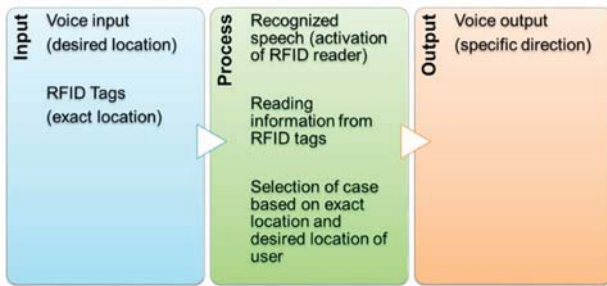 Input
Voice input
(desired location)
RFID Tags
(exact location)
Process
Recognized
speech (activation
of RFID reader)
Reading
information from
RFID tags
Selection of case
based on exact
location and
desired location of
user
Output
Voice output
(specific direction)